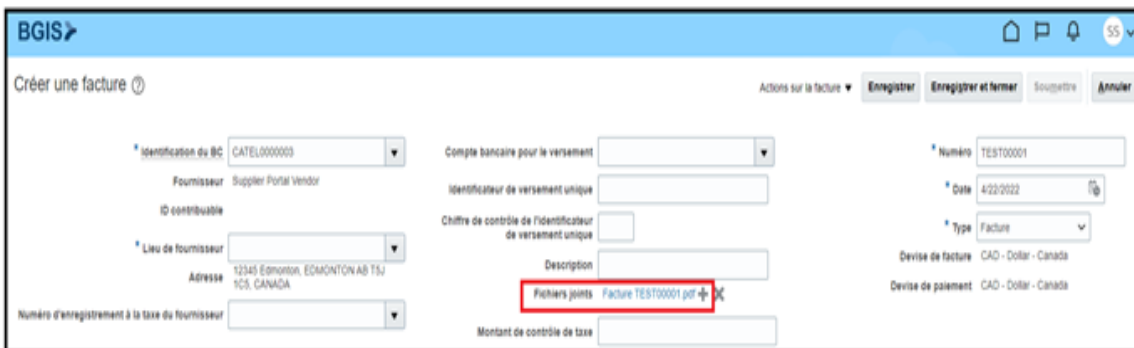 BGIS
SS
Créer une facture
Actions sur la facture
Enregistrer
Enregistrer et fermer
Soumettre
Annuler
* Identification du BC CATEL0000003
Compte bancaire pour le versement
* Numéro TEST00001
Fournisseur Supplier Portal Vendor
Identificateur de versement unique
* Date 4/22/2022
ID contribuable
Chiffre de contrôle de l'identificateur
de versement unique
* Type Facture
* Lieu de fournisseur
Description
Devise de facture CAD - Dollar - Canada
Adresse 12345 Edmonton, EDMONTON AB T5J
1C5, CANADA
Fichiers joints Facture TEST00001.pdf
Devise de paiement CAD - Dollar - Canada
Numéro d'enregistrement à la taxe du fournisseur
Montant de contrôle de taxe